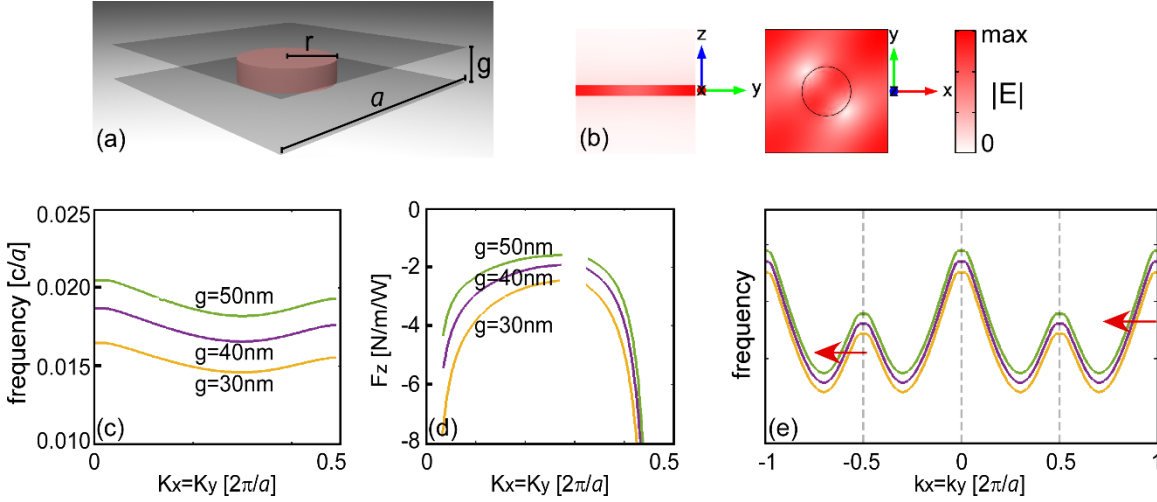 r
g
a
(a)
z
y
x
(b)
y
z
x
max
|E|
0
frequency [c/a]
0.025
0.020
0.015
0.010
g=50nm
g=40nm
g=30nm
(c)
0
0.5
Kx=Ky [2π/a]
Fz [N/m/W]
0
-2
-4
-6
-8
g=50nm
g=40nm
g=30nm
(d)
0
0.5
Kx=Ky [2π/a]
frequency
(e)
-1
-0.5
0
0.5
1
kx=ky [2π/a]